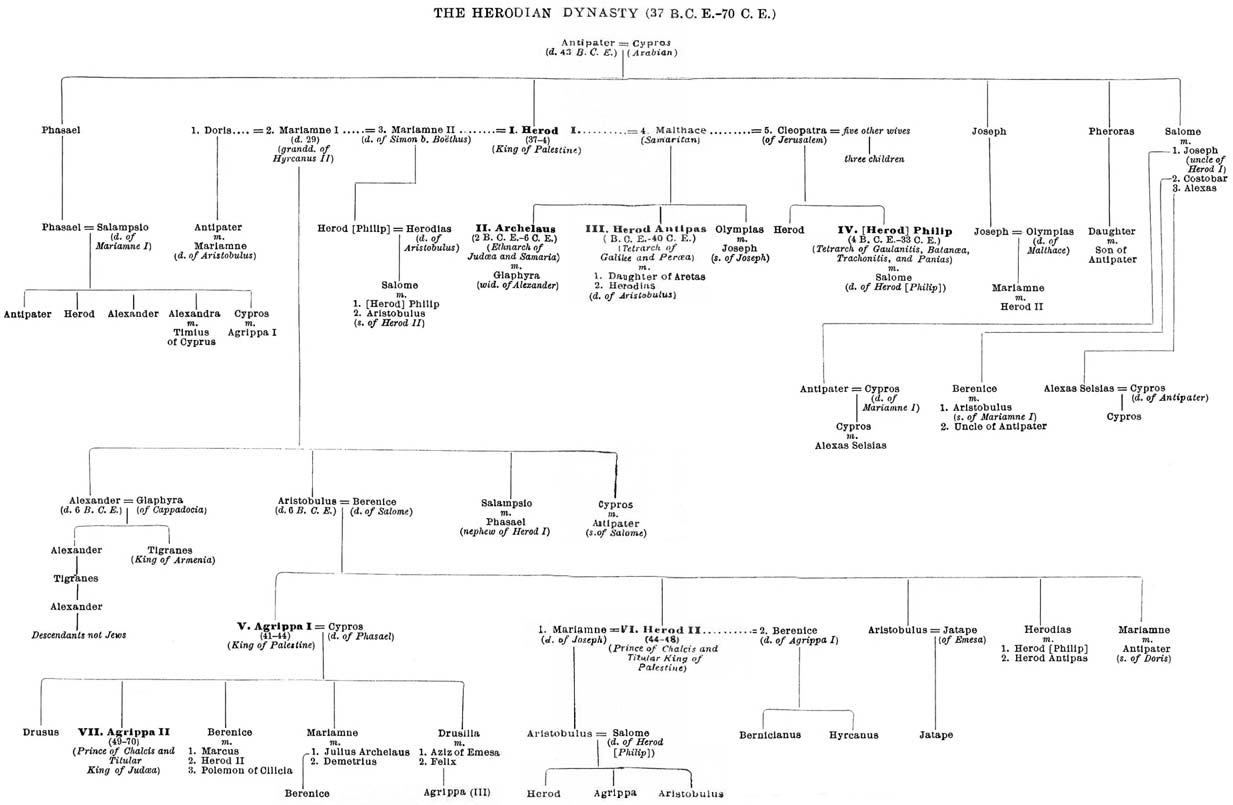 THE HERODIAN DYNASTY (37 B.C.E.-70 C.E.)
Antipater = Cypros
(d. 43 B. C. E.) (Arabian)
Phasael
1. Doris.... = 2. Mariamne I .....= 3. Mariamne II .......= I. Herod I..........= 4. Malthace ..........= 5. Cleopatra = five other wives
(d. 29) (d. of Simon b. Boëthus) (37-4) (Samaritan) (of Jerusalem)
(grandd. of (King of Palestine)
Hyrcanus II)
three children
Joseph
Pheroras
Salome
m.
1. Joseph
(uncle of
Herod I)
2. Costobar
3. Alexas
Phasael = Salampsio
(d. of
Mariamne I)
Antipater
m.
Mariamne
(d. of Aristobulus)
Herod [Philip] = Herodias
(d. of
Aristobulus)
Salome
m.
1. [Herod] Philip
2. Aristobulus
(s. of Herod II)
II. Archelaus
(2 B. C. E.-6 C. E.)
(Ethnarch of
Judæa and Samaria)
m.
Glaphyra
(wid. of Alexander)
III. Herod Antipas
( B. C. E.-40 C. E.)
(Tetrarch of
Galilee and Peræa)
m.
1. Daughter of Aretas
2. Herodias
(d. of Aristobulus)
Olympias
m.
Joseph
(s. of Joseph)
Herod
IV. [Herod] Philip
(4 B. C. E.-33 C. E.)
(Tetrarch of Gaulanitis, Batanæa,
Trachonitis, and Panias)
m.
Salome
(d. of Herod [Philip])
Joseph = Olympias
(d. of
Malthace)
Mariamne
m.
Herod II
Daughter
m.
Son of
Antipater
Antipater
Herod
Alexander
Alexandra
m.
Timius
of Cyprus
Cypros
m.
Agrippa I
Antipater = Cypros
(d. of
Mariamne I)
Cypros
m.
Alexas Selsias
Berenice
m.
1. Aristobulus
(s. of Mariamne I)
2. Uncle of Antipater
Alexas Selsias = Cypros
(d. of Antipater)
Cypros
Alexander = Glaphyra
(d. 6 B. C. E.) (of Cappadocia)
Aristobulus = Berenice
(d. 6 B. C. E.) (d. of Salome)
Salampsio
m.
Phasael
(nephew of Herod I)
Cypros
m.
Antipater
(s. of Salome)
Alexander
Tigranes
(King of Armenia)
Tigranes
Alexander
Descendants not Jews
V. Agrippa I = Cypros
(41-44) (d. of Phasael)
(King of Palestine)
1. Mariamne = VI. Herod II..........= 2. Berenice
(d. of Joseph) (44-48) (d. of Agrippa I)
(Prince of Chalcis and
Titular King of
Palestine)
Aristobulus = Jatape
(of Emesa)
Herodias
m.
1. Herod [Philip]
2. Herod Antipas
Mariamne
m.
Antipater
(s. of Doris)
Drusus
VII. Agrippa II
(49-70)
(Prince of Chalcis and
Titular
King of Judæa)
Berenice
m.
1. Marcus
2. Herod II
3. Polemon of Cilicia
Mariamne
m.
1. Julius Archelaus
2. Demetrius
Berenice
Drusilla
m.
1. Aziz of Emesa
2. Felix
Agrippa (III)
Aristobulus = Salome
(d. of Herod
[Philip])
Herod
Agrippa
Aristobulus
Bernicianus
Hyrcanus
Jatape